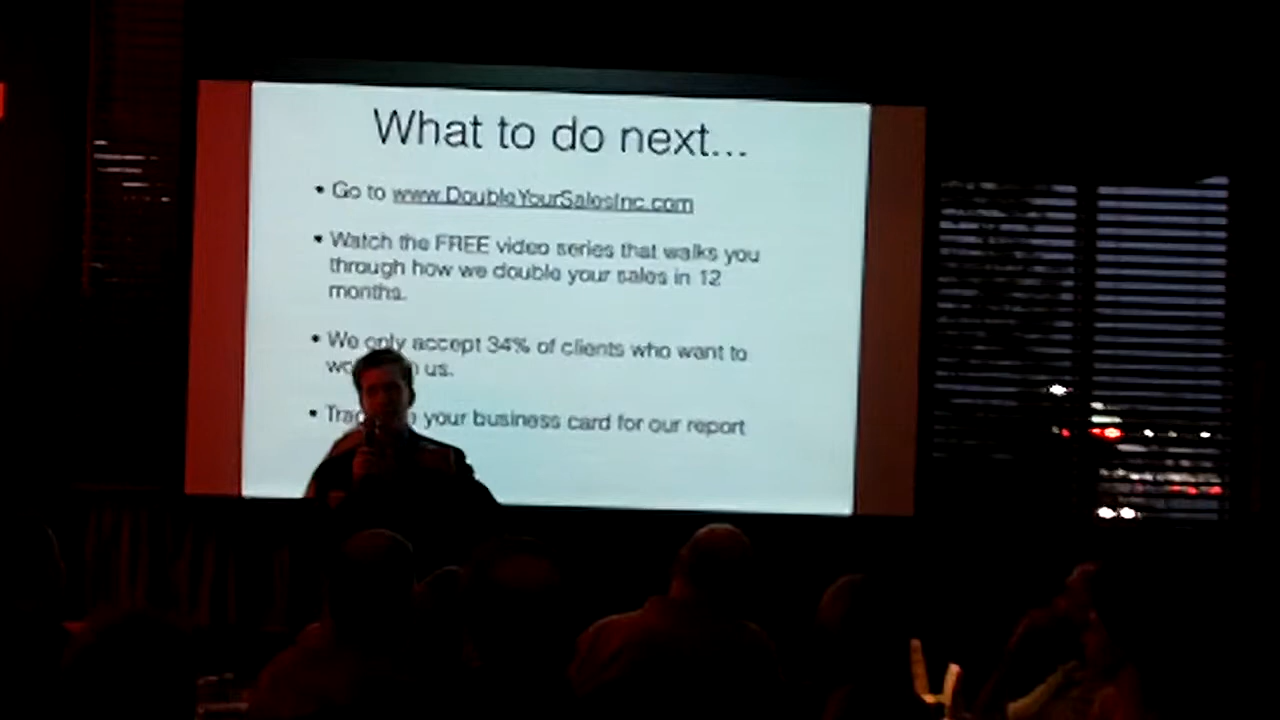 What to do next...
• Go to www.DoubleYourSalesInc.com
• Watch the FREE video series that walks you
through how we double your sales in 12
months.
• We only accept 34% of clients who want to
us.
• your business card for our report